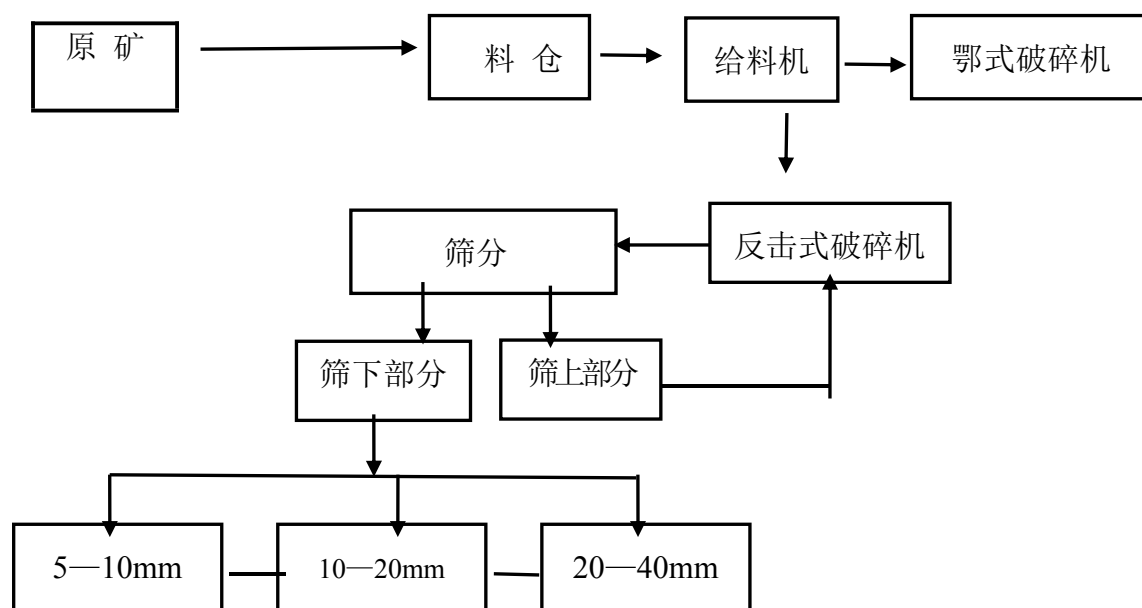 原 矿
料 仓
给料机
鄂式破碎机
反击式破碎机
筛分
筛下部分
筛上部分
5—10mm
10—20mm
20—40mm